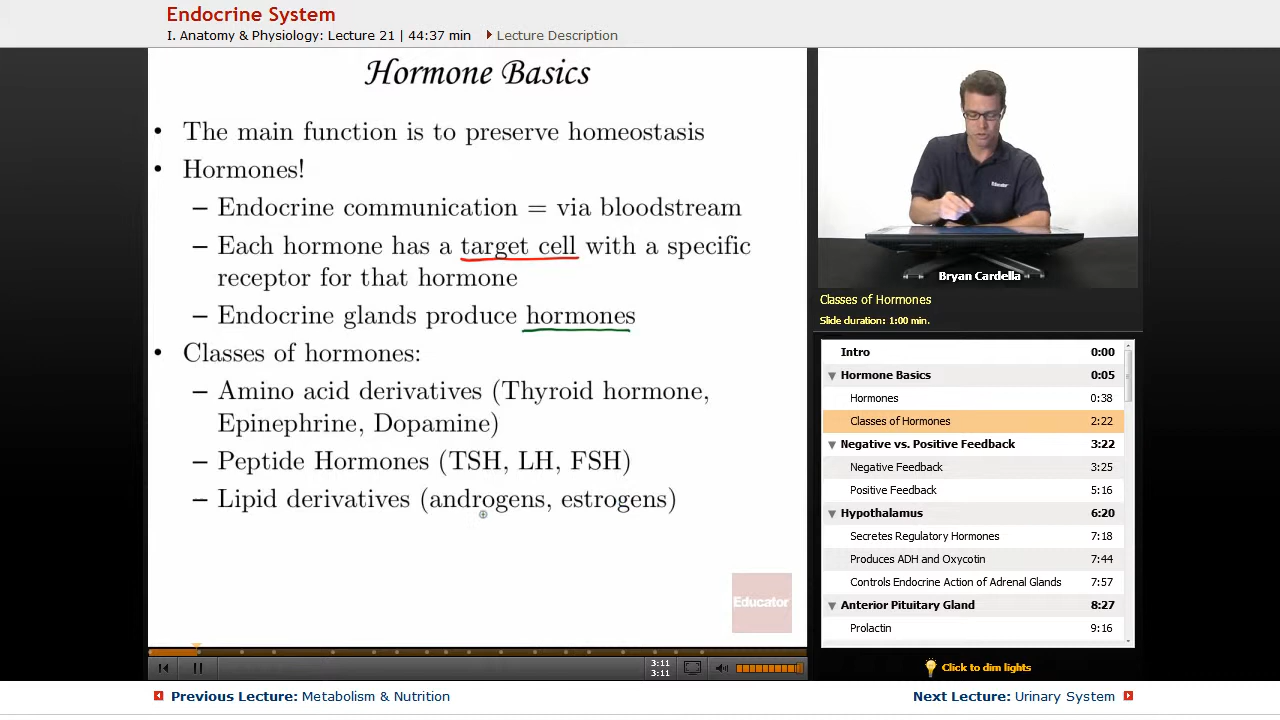 Endocrine System
I. Anatomy & Physiology: Lecture 21 | 44:37 min
Lecture Description
Hormone Basics
• The main function is to preserve homeostasis
• Hormones!
– Endocrine communication = via bloodstream
– Each hormone has a target cell with a specific
receptor for that hormone
– Endocrine glands produce hormones
• Classes of hormones:
– Amino acid derivatives (Thyroid hormone,
Epinephrine, Dopamine)
– Peptide Hormones (TSH, LH, FSH)
– Lipid derivatives (androgens, estrogens)
Educator
3:11
3:11
Educator
Bryan Cardella
Classes of Hormones
Slide duration: 1:00 min.
Intro 0:00
Hormone Basics 0:05
Hormones 0:38
Classes of Hormones 2:22
Negative vs. Positive Feedback 3:22
Negative Feedback 3:25
Positive Feedback 5:16
Hypothalamus 6:20
Secretes Regulatory Hormones 7:18
Produces ADH and Oxycotin 7:44
Controls Endocrine Action of Adrenal Glands 7:57
Anterior Pituitary Gland 8:27
Prolactin 9:16
Click to dim lights
Previous Lecture: Metabolism & Nutrition
Next Lecture: Urinary System